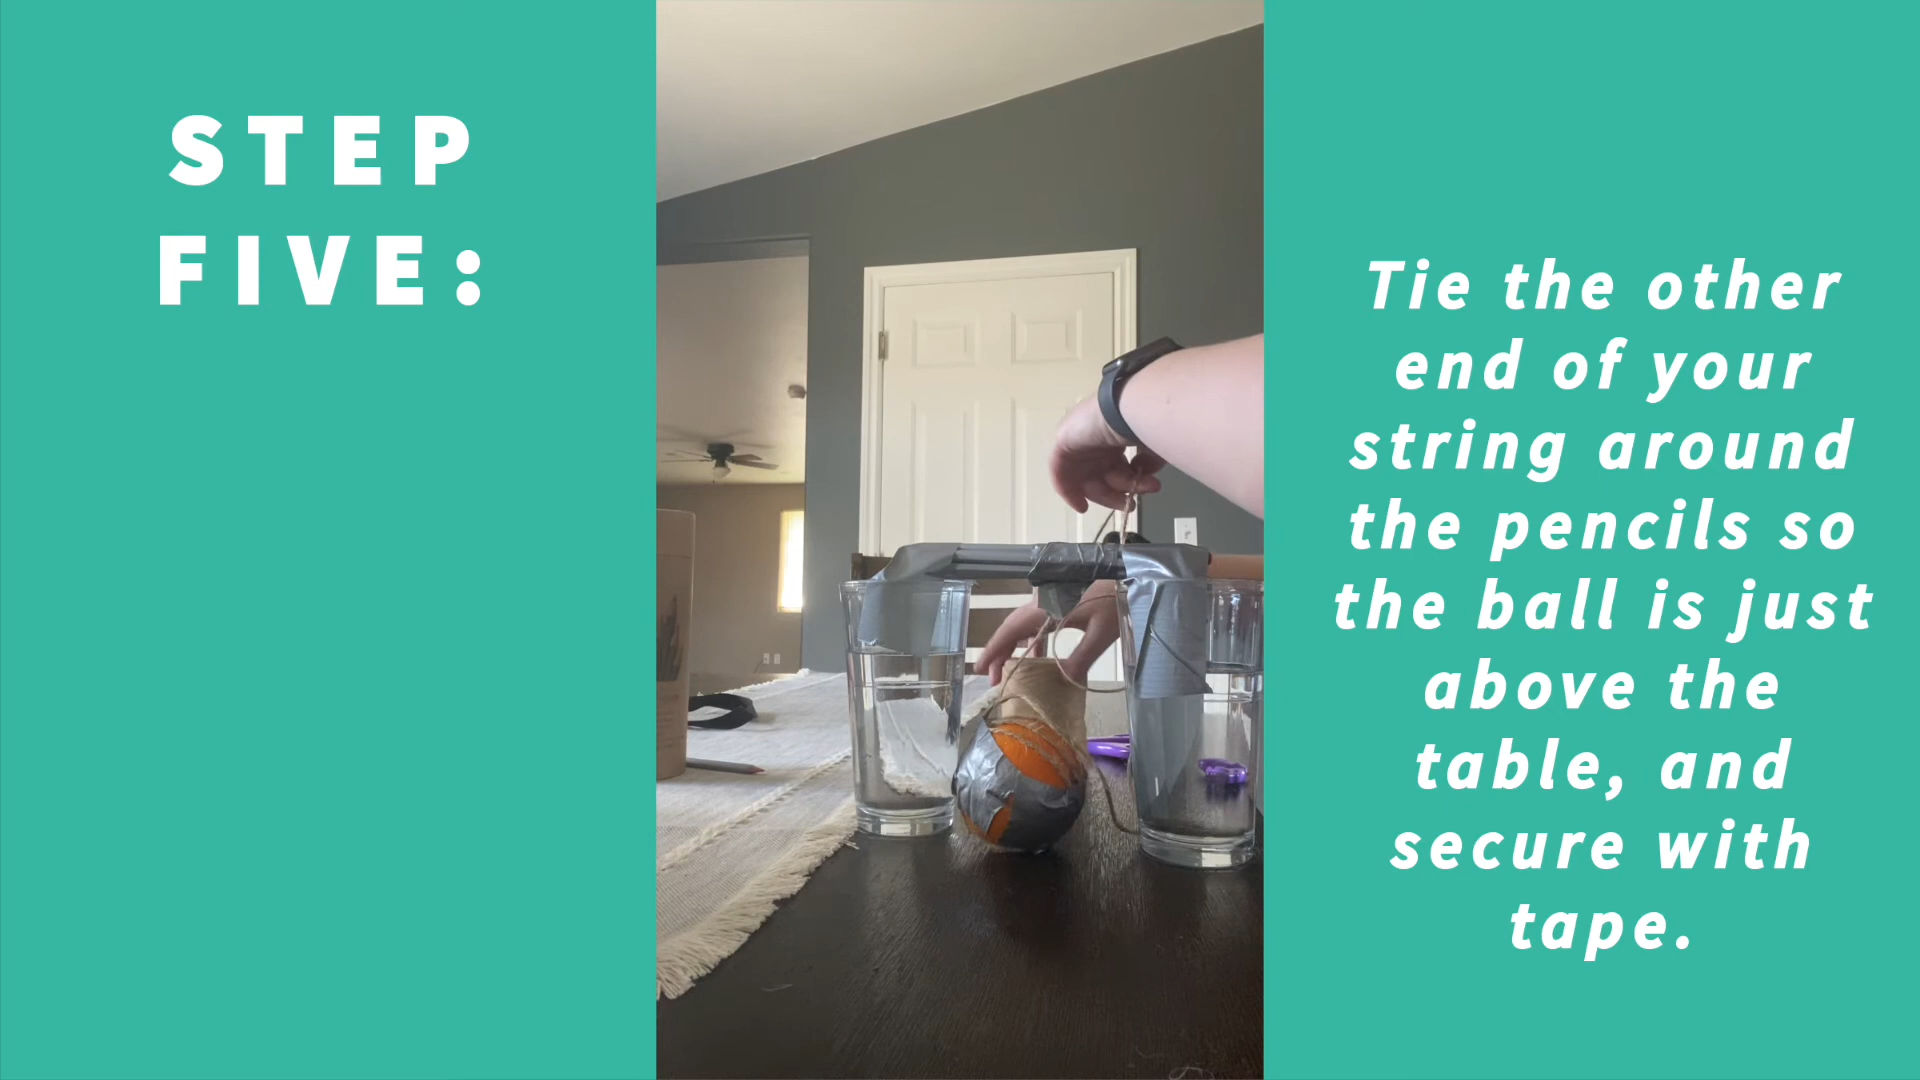 STEP
FIVE:
Tie the other
end of your
string around
the pencils so
the ball is just
above the
table, and
secure with
tape.